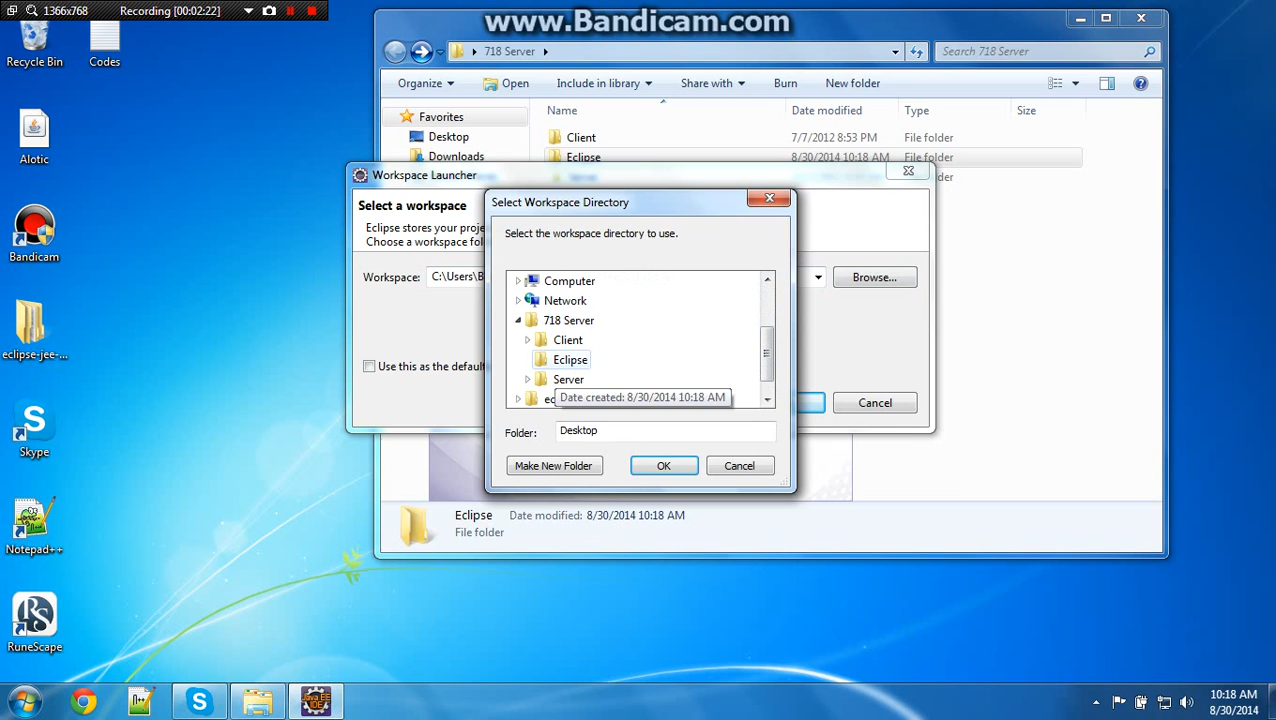 1366x768 Recording [00:02:22]
www.Bandicam.com
Recycle Bin
Codes
Alotic
Bandicam
eclipse-jee-...
Skype
Notepad++
RuneScape
718 Server
Search 718 Server
Organize Open Include in library Share with Burn New folder
Name Date modified Type Size
Favorites
Desktop
Downloads
Client 7/7/2012 8:53 PM File folder
Eclipse 8/30/2014 10:18 AM File folder
folder
Workspace Launcher
Select a workspace
Eclipse stores your proje
Choose a workspace fol
Workspace: C:\Users\B
Browse...
Use this as the default
Cancel
Select Workspace Directory
Select the workspace directory to use.
Computer
Network
718 Server
Client
Eclipse
Server
ec
Date created: 8/30/2014 10:18 AM
Folder: Desktop
Make New Folder OK Cancel
Eclipse Date modified: 8/30/2014 10:18 AM
File folder
Java EE
IDE
10:18 AM
8/30/2014